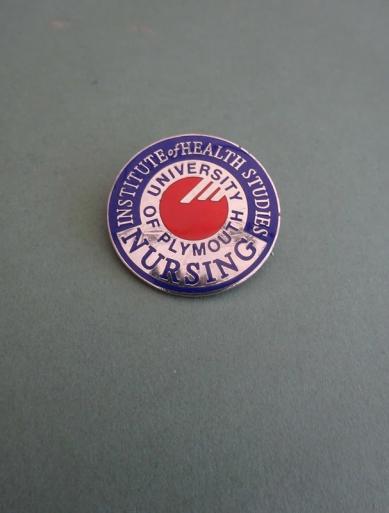 INSTITUTE of HEALTH STUDIES
UNIVERSITY
OF PLYMOUTH
NURSING